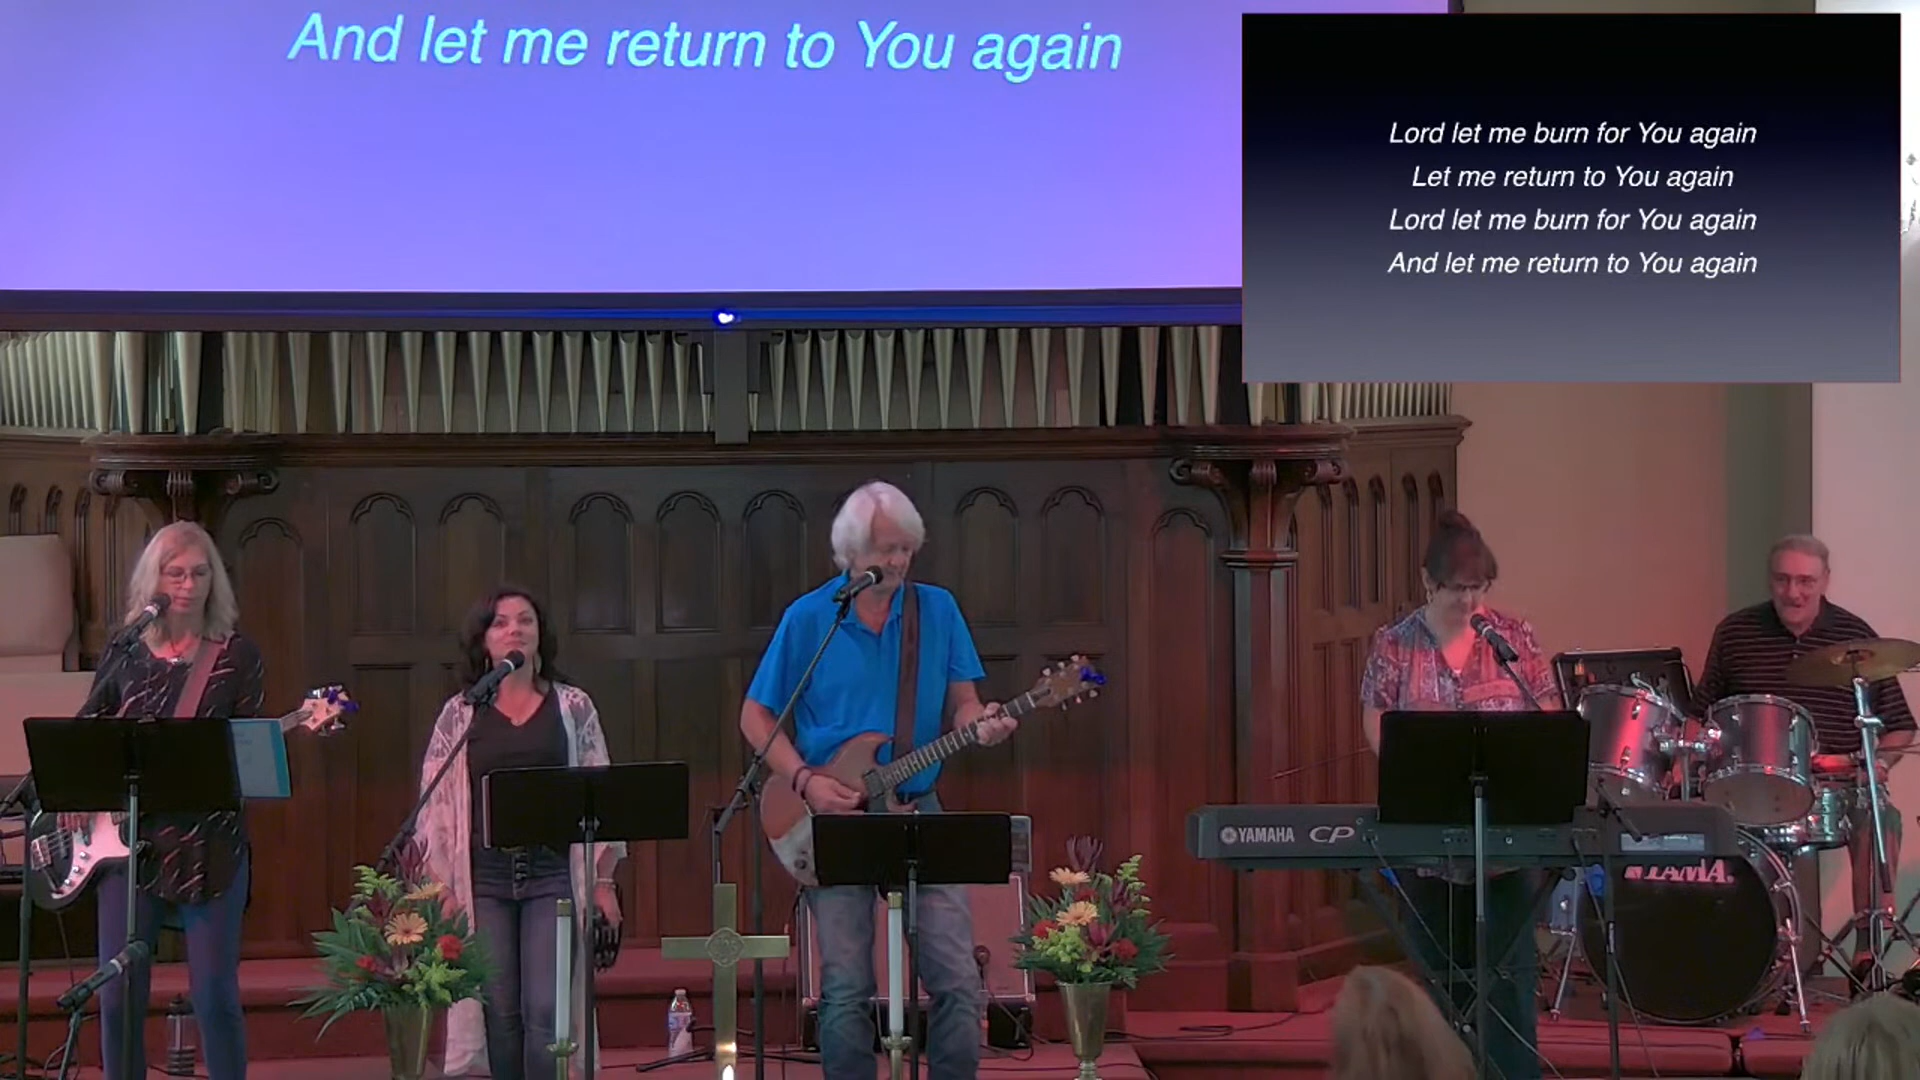 And let me return to You again
Lord let me burn for You again
Let me return to You again
Lord let me burn for You again
And let me return to You again
YAMAHA CP
TAMA